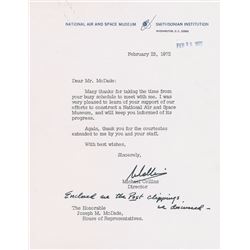 NATIONAL AIR AND SPACE MUSEUM SMITHSONIAN INSTITUTION
WASHINGTON, D.C. 20560
February 23, 1972
Dear Mr. McDade:
Many thanks for taking the time from
your busy schedule to meet with me. I was
very pleased to learn of your support of our
efforts to construct a National Air and Space
Museum, and will keep you informed of its
progress.
Again, thank you for the courtesies
extended to me by you and your staff.
With best wishes,
Sincerely,
Michael Collins
Director
Enclosed are the Post clippings
we discussed -
The Honorable
Joseph M. McDade,
House of Representatives.